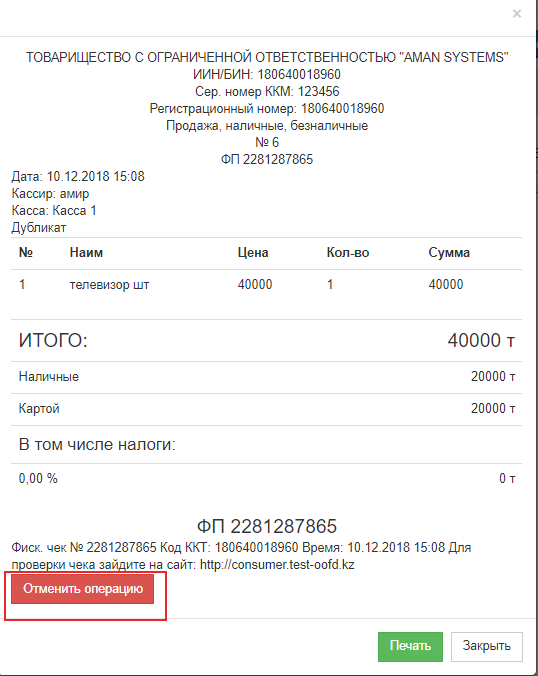 ×
ТОВАРИЩЕСТВО С ОГРАНИЧЕННОЙ ОТВЕТСТВЕННОСТЬЮ "AMAN SYSTEMS"
ИИН/БИН: 180640018960
Сер. номер ККМ: 123456
Регистрационный номер: 180640018960
Продажа, наличные, безналичные
№ 6
ФП 2281287865
Дата: 10.12.2018 15:08
Кассир: амир
Касса: Касса 1
Дубликат
№ Наим Цена Кол-во Сумма
1 телевизор шт 40000 1 40000
ИТОГО: 40000 т
Наличные 20000 т
Картой 20000 т
В том числе налоги:
0,00 % 0 т
ФП 2281287865
Фиск. чек № 2281287865 Код ККТ: 180640018960 Время: 10.12.2018 15:08 Для
проверки чека зайдите на сайт: http://consumer.test-oofd.kz
Отменить операцию
Печать Закрыть